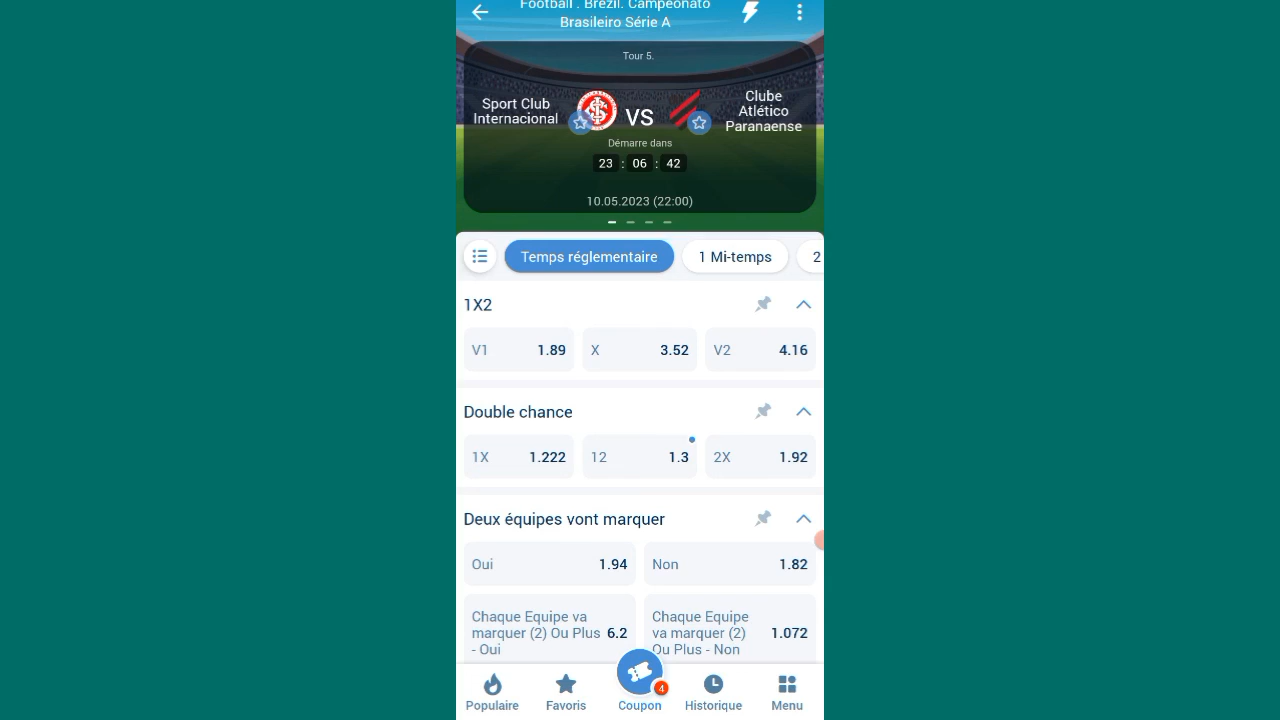 Football . Brézil. Campeonato
Brasileiro Série A
Tour 5.
Sport Club
Internacional
VS
Clube
Atlético
Paranaense
Démarre dans
23 : 06 : 42
10.05.2023 (22:00)
Temps réglementaire
1 Mi-temps
2
1X2
V1 1.89
X 3.52
V2 4.16
Double chance
1X 1.222
12 1.3
2X 1.92
Deux équipes vont marquer
Oui 1.94
Non 1.82
Chaque Equipe va
marquer (2) Ou Plus 6.2
- Oui
Chaque Equipe
va marquer (2) 1.072
Ou Plus - Non
4
Populaire
Favoris
Coupon
Historique
Menu